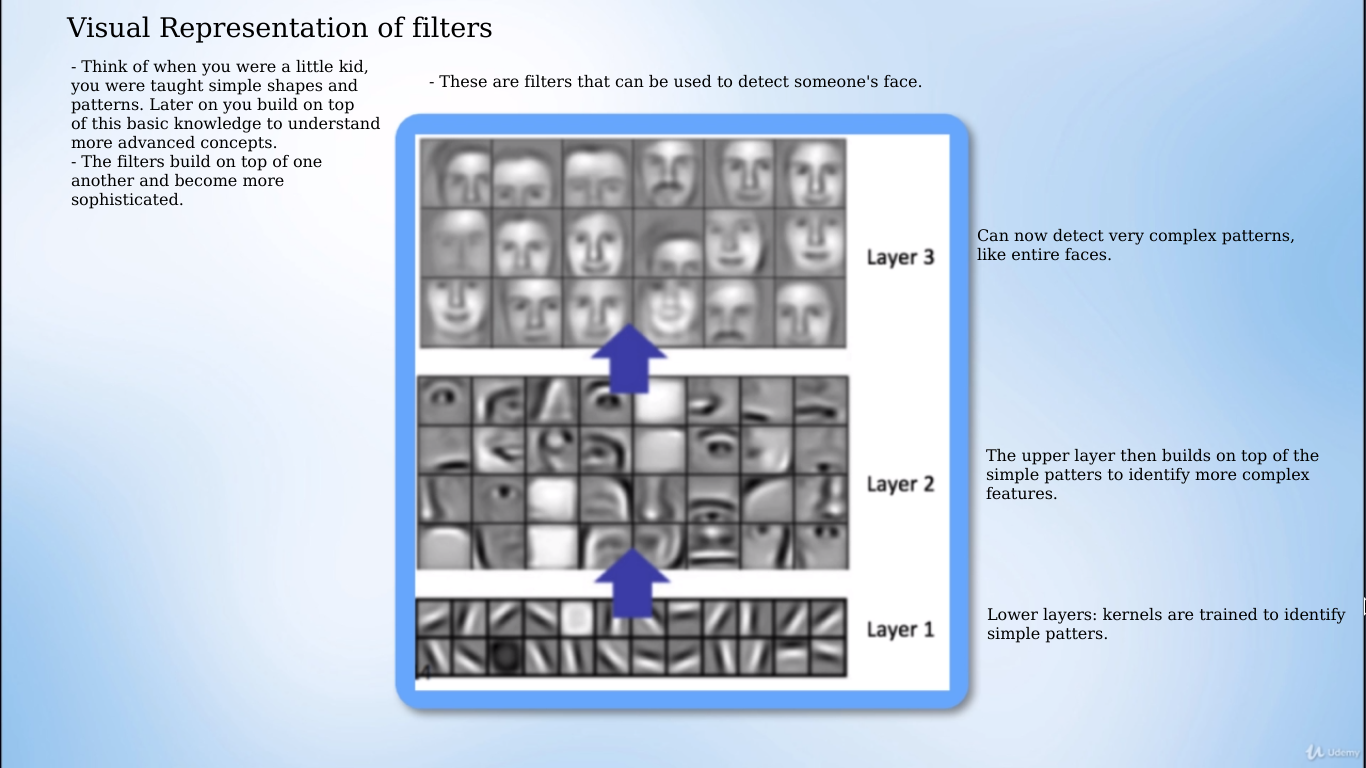 Visual Representation of filters
- Think of when you were a little kid,
you were taught simple shapes and
patterns. Later on you build on top
of this basic knowledge to understand
more advanced concepts.
- The filters build on top of one
another and become more
sophisticated.
- These are filters that can be used to detect someone's face.
Layer 3
Can now detect very complex patterns,
like entire faces.
Layer 2
The upper layer then builds on top of the
simple patters to identify more complex
features.
Layer 1
Lower layers: kernels are trained to identify
simple patters.
4
Udemy